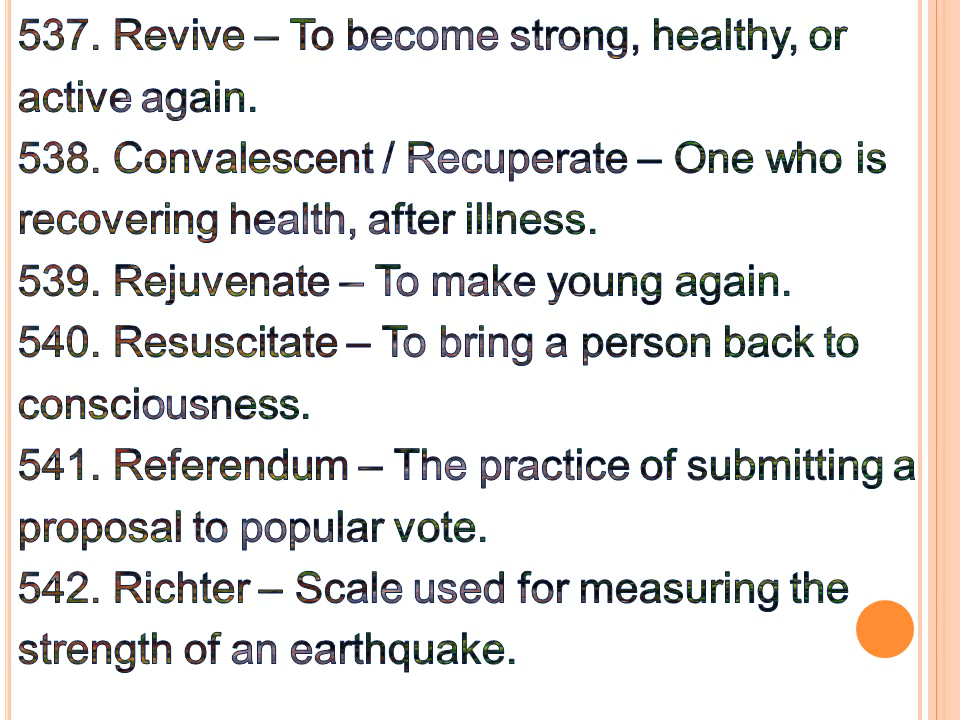 537. Revive – To become strong, healthy, or
active again.
538. Convalescent / Recuperate – One who is
recovering health, after illness.
539. Rejuvenate – To make young again.
540. Resuscitate – To bring a person back to
consciousness.
541. Referendum – The practice of submitting a
proposal to popular vote.
542. Richter – Scale used for measuring the
strength of an earthquake.